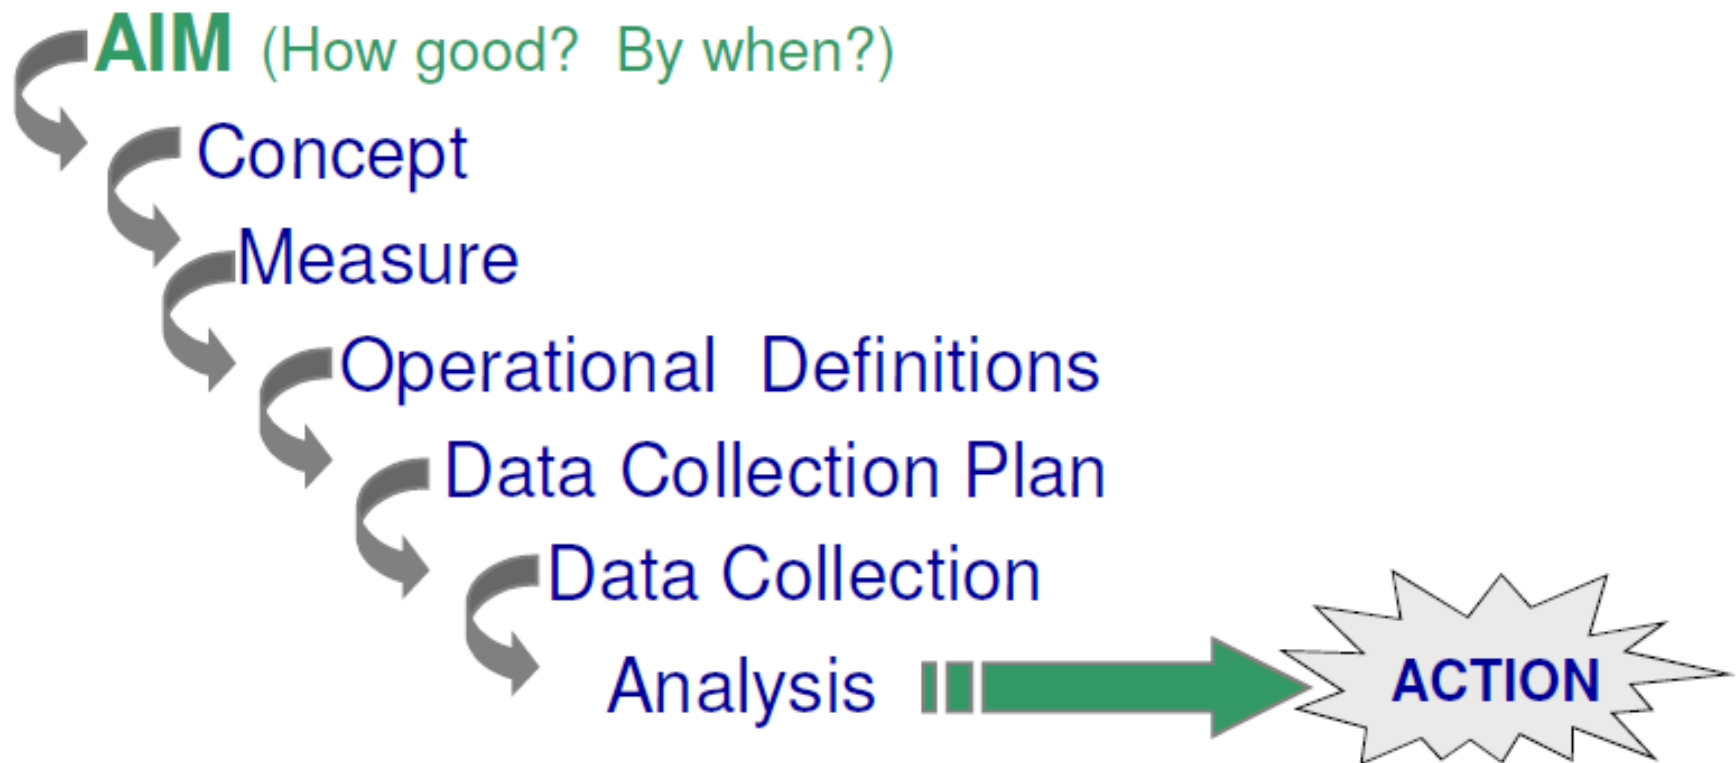 AIM (How good? By when?)
Concept
Measure
Operational Definitions
Data Collection Plan
Data Collection
Analysis
ACTION